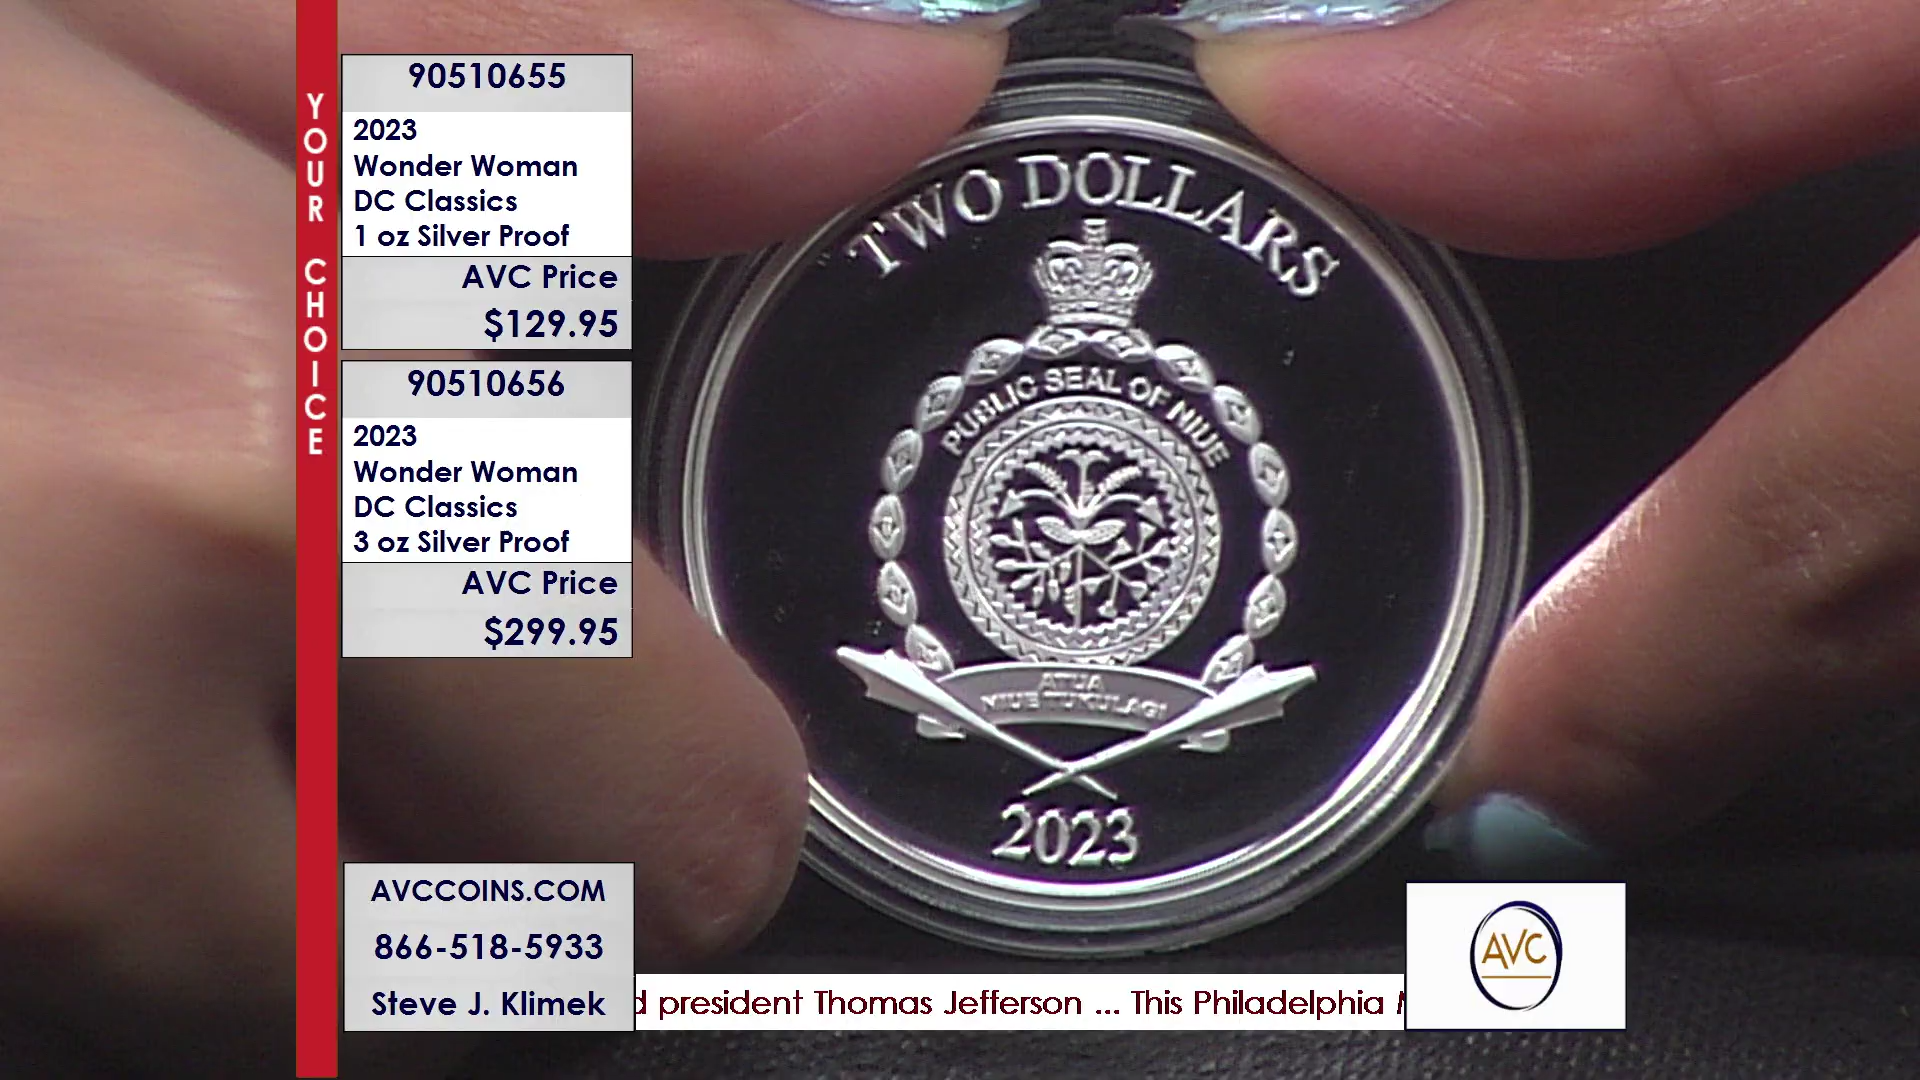 YOUR CHOICE
90510655
2023
Wonder Woman
DC Classics
1 oz Silver Proof
AVC Price
$129.95
90510656
2023
Wonder Woman
DC Classics
3 oz Silver Proof
AVC Price
$299.95
AVCCOINS.COM
866-518-5933
Steve J. Klimek
TWO DOLLARS
PUBLIC SEAL OF NIUE
ATUA
NIUE TUKULAGI
2023
president Thomas Jefferson ... This Philadelphia
AVC